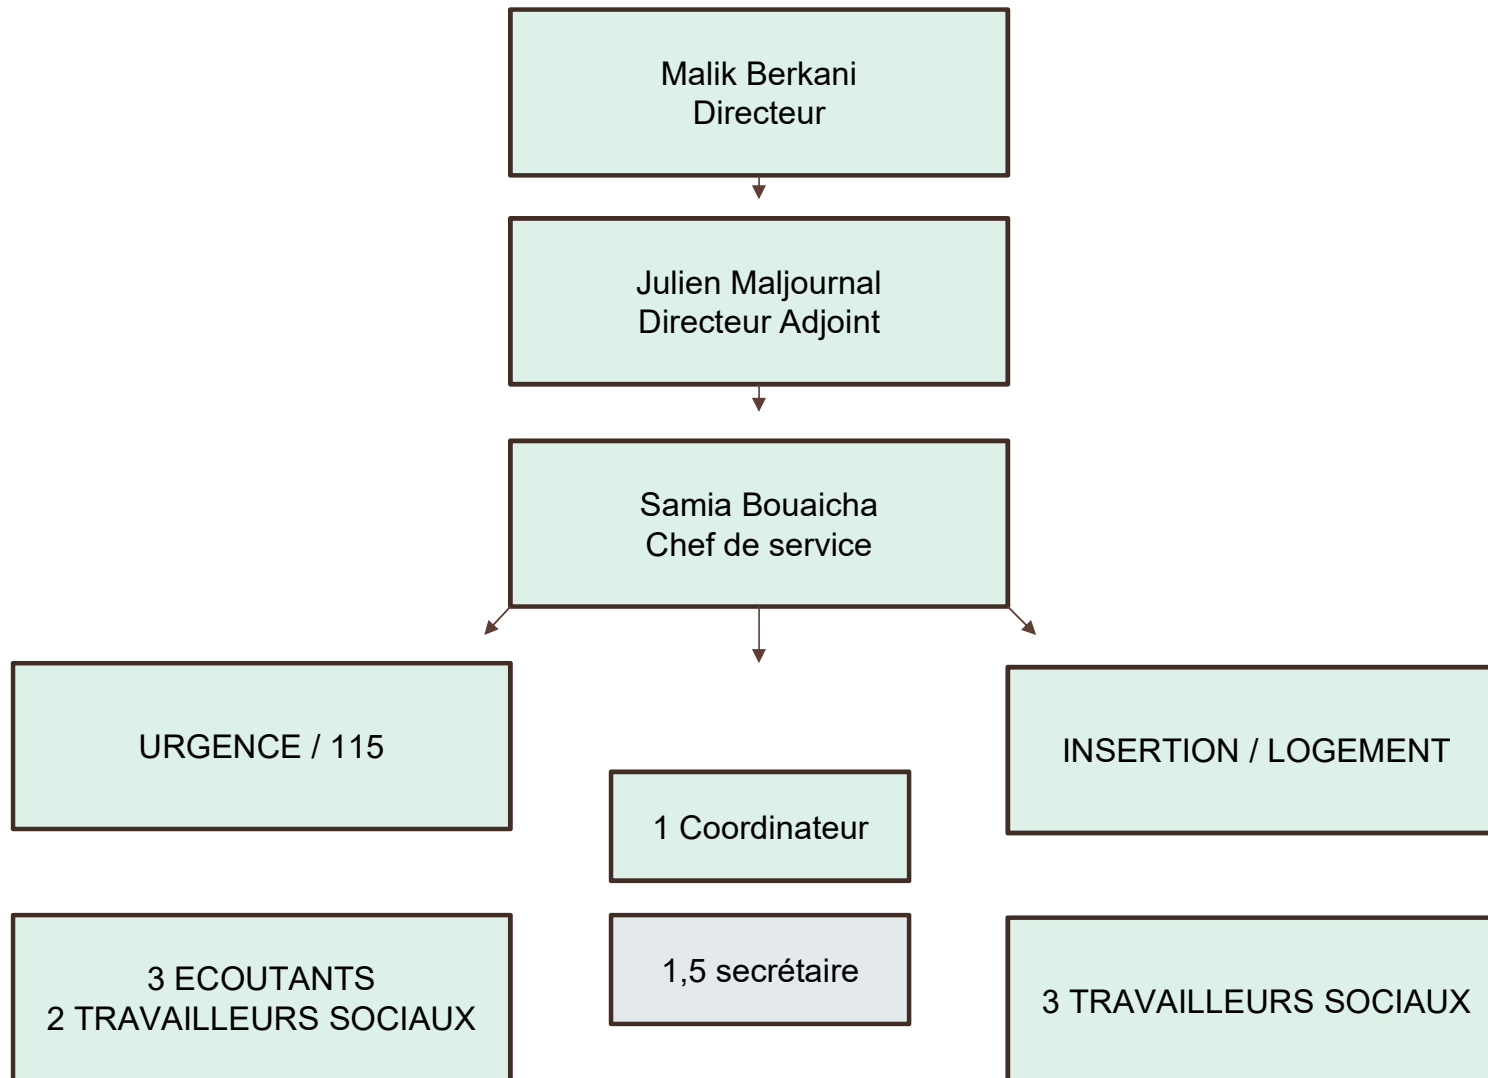 Malik Berkani
Directeur
Julien Maljournal
Directeur Adjoint
Samia Bouaicha
Chef de service
URGENCE / 115
INSERTION / LOGEMENT
1 Coordinateur
3 ECOUTANTS
2 TRAVAILLEURS SOCIAUX
1,5 secrétaire
3 TRAVAILLEURS SOCIAUX